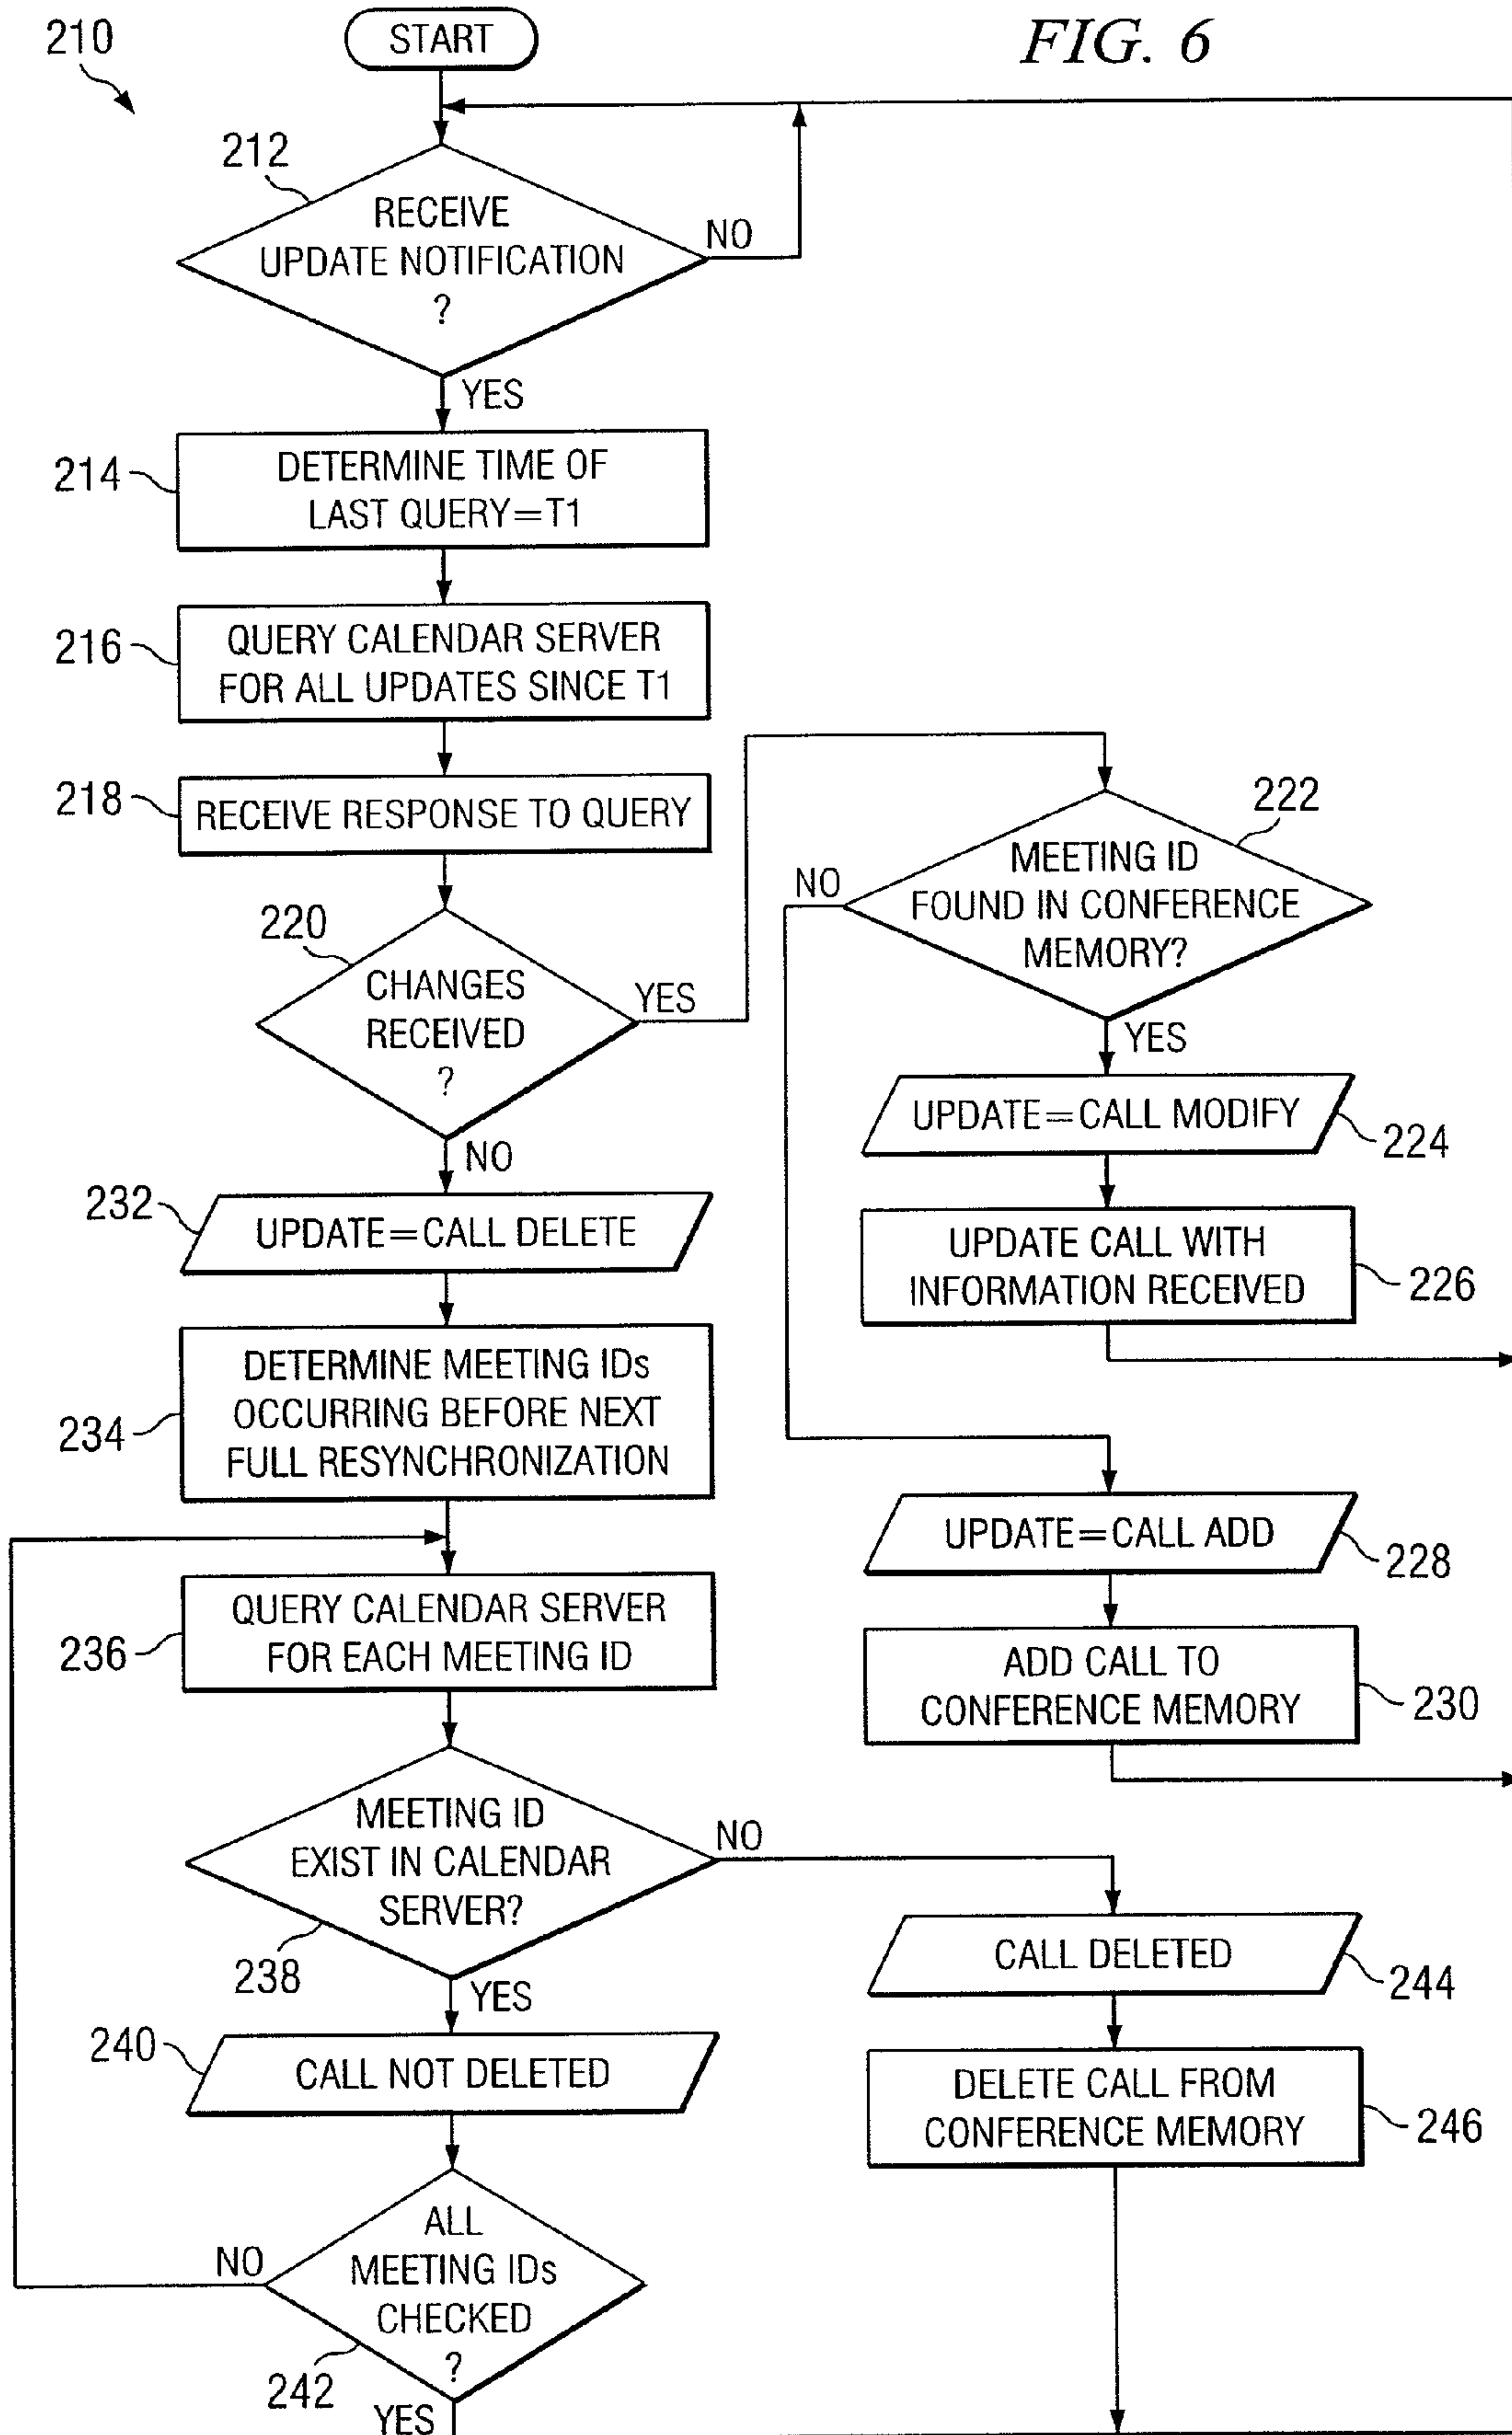 FIG. 6
210
START
212
RECEIVE
UPDATE NOTIFICATION
?
NO
YES
214
DETERMINE TIME OF
LAST QUERY=T1
216
QUERY CALENDAR SERVER
FOR ALL UPDATES SINCE T1
218
RECEIVE RESPONSE TO QUERY
220
CHANGES
RECEIVED
?
YES
NO
222
MEETING ID
FOUND IN CONFERENCE
MEMORY?
NO
YES
UPDATE=CALL MODIFY
224
UPDATE CALL WITH
INFORMATION RECEIVED
226
UPDATE=CALL ADD
228
ADD CALL TO
CONFERENCE MEMORY
230
232
UPDATE=CALL DELETE
234
DETERMINE MEETING IDs
OCCURRING BEFORE NEXT
FULL RESYNCHRONIZATION
236
QUERY CALENDAR SERVER
FOR EACH MEETING ID
MEETING ID
EXIST IN CALENDAR
SERVER?
238
NO
YES
240
CALL NOT DELETED
CALL DELETED
244
DELETE CALL FROM
CONFERENCE MEMORY
246
ALL
MEETING IDs
CHECKED
?
242
NO
YES